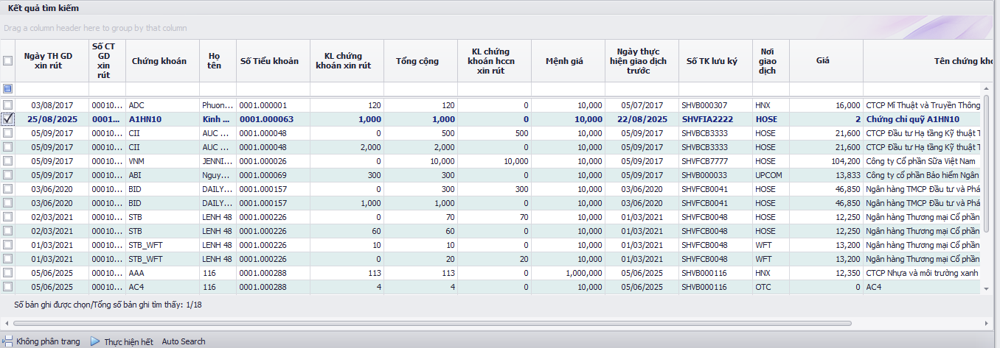 Kết quả tìm kiếm
Drag a column header here to group by that column
Ngày TH GD xin rút Số CT GD xin rút Chứng khoán Họ tên Số Tiểu khoản KL chứng khoán xin rút Tổng cộng KL chứng khoán hccn xin rút Mệnh giá Ngày thực hiện giao dịch trước Số TK lưu ký Nơi giao dịch Giá Tên chứng kho
03/08/2017 00010... ADC Phuon... 0001.000001 120 120 0 10,000 05/07/2017 SHVB000307 HNX 16,000 CTCP Mĩ Thuật và Truyền Thông
25/08/2025 0001... A1HN10 Kinh ... 0001.000063 1,000 1,000 0 10,000 22/08/2025 SHVFIA2222 HOSE 2 Chứng chỉ quỹ A1HN10
05/09/2017 00010... CII AUC ... 0001.000048 0 500 500 10,000 05/09/2017 SHVBCB3333 HOSE 21,600 CTCP Đầu tư Hạ tầng Kỹ thuật T
05/09/2017 00010... CII AUC ... 0001.000048 2,000 2,000 0 10,000 05/09/2017 SHVBCB3333 HOSE 21,600 CTCP Đầu tư Hạ tầng Kỹ thuật T
05/09/2017 00010... VNM JENNI... 0001.000026 0 10,000 10,000 10,000 05/09/2017 SHVFCB7777 HOSE 104,200 Công ty Cổ phần Sữa Việt Nam
05/09/2017 00010... ABI Nguy... 0001.000069 300 300 0 10,000 05/09/2017 SHVB000033 UPCOM 13,833 Công ty cổ phần Bảo hiểm Ngân
03/06/2020 00010... BID DAILY... 0001.000157 0 300 300 10,000 03/06/2020 SHVFCB0041 HOSE 46,850 Ngân hàng TMCP Đầu tư và Phá
03/06/2020 00010... BID DAILY... 0001.000157 1,000 1,000 0 10,000 03/06/2020 SHVFCB0041 HOSE 46,850 Ngân hàng TMCP Đầu tư và Phá
02/03/2021 00010... STB LENH 48 0001.000226 0 70 70 10,000 01/03/2021 SHVFCB0048 HOSE 12,250 Ngân hàng Thương mại Cổ phần
02/03/2021 00010... STB LENH 48 0001.000226 60 60 0 10,000 01/03/2021 SHVFCB0048 HOSE 12,250 Ngân hàng Thương mại Cổ phần
01/03/2021 00010... STB_WFT LENH 48 0001.000226 10 10 0 10,000 01/03/2021 SHVFCB0048 WFT 13,200 Ngân hàng Thương mại Cổ phần
01/03/2021 00010... STB_WFT LENH 48 0001.000226 0 20 20 10,000 01/03/2021 SHVFCB0048 WFT 13,200 Ngân hàng Thương mại Cổ phần
05/06/2025 00010... AAA 116 0001.000288 113 113 0 1,000,000 05/06/2025 SHVB000116 HNX 12,350 CTCP Nhựa và môi trường xanh
05/06/2025 00010... AC4 116 0001.000288 4 4 0 10,000 05/06/2025 SHVB000116 OTC 0 AC4
Số bản ghi được chọn/Tổng số bản ghi tìm thấy: 1/18
Không phân trang Thực hiện hết Auto Search